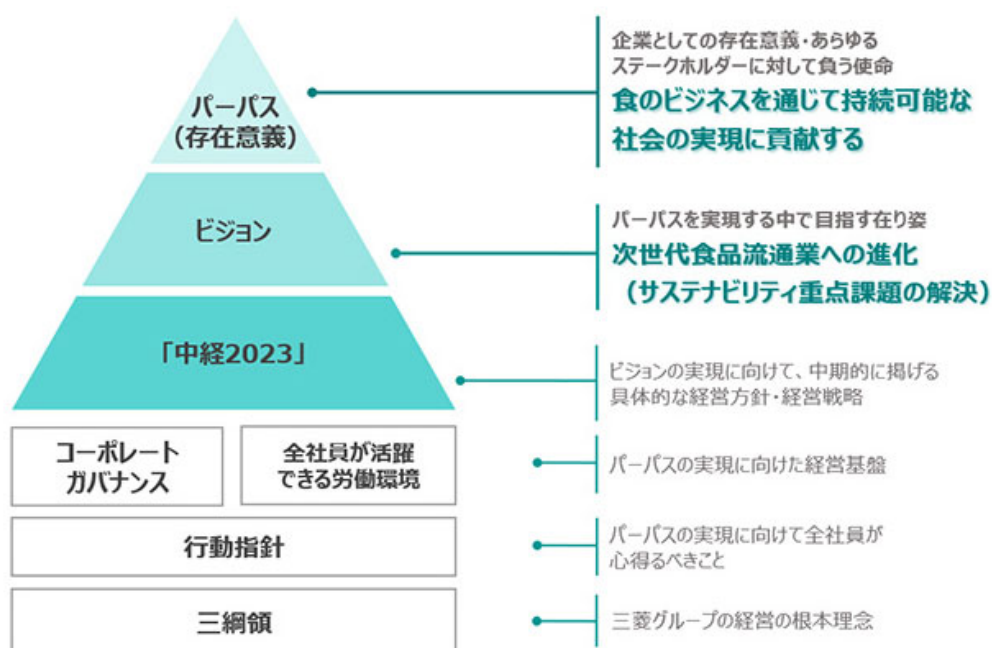 パーパス
(存在意義)
企業としての存在意義・あらゆる
ステークホルダーに対して負う使命
食のビジネスを通じて持続可能な
社会の実現に貢献する
ビジョン
パーパスを実現する中で目指す在り姿
次世代食品流通業への進化
(サステナビリティ重点課題の解決)
「中経2023」
ビジョンの実現に向けて、中期的に掲げる
具体的な経営方針・経営戦略
コーポレート
ガバナンス
全社員が活躍
できる労働環境
パーパスの実現に向けた経営基盤
行動指針
パーパスの実現に向けて全社員が
心得るべきこと
三綱領
三菱グループの経営の根本理念